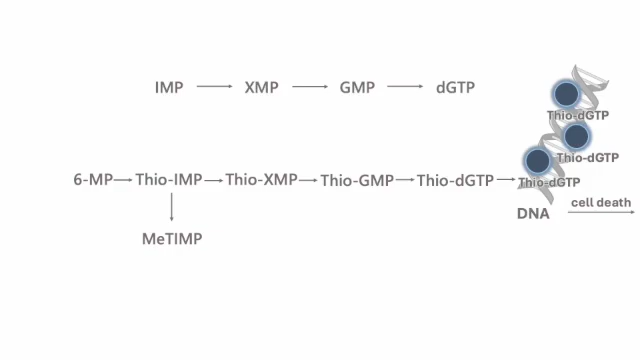 IMP XMP GMP dGTP
Thio-dGTP
Thio-dGTP
6-MP Thio-IMP Thio-XMP Thio-GMP Thio-dGTP Thio-dGTP
cell death
DNA
MeTIMP